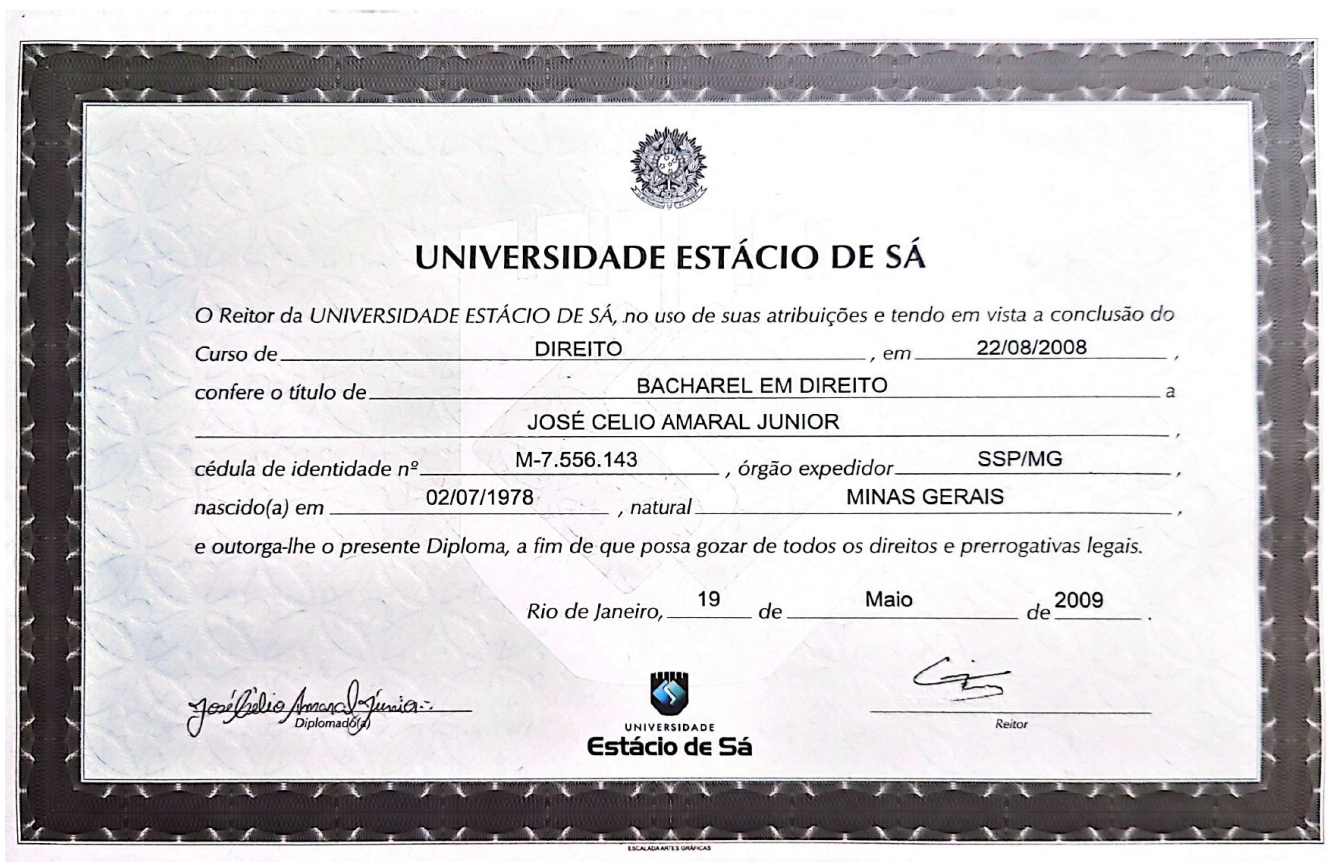 UNIVERSIDADE ESTÁCIO DE SÁ
O Reitor da UNIVERSIDADE ESTÁCIO DE SÁ, no uso de suas atribuições e tendo em vista a conclusão do
Curso de DIREITO, em 22/08/2008,
confere o título de BACHAREL EM DIREITO a
JOSÉ CELIO AMARAL JUNIOR,
cédula de identidade nº M-7.556.143, órgão expedidor SSP/MG,
nascido(a) em 02/07/1978, natural MINAS GERAIS,
e outorga-lhe o presente Diploma, a fim de que possa gozar de todos os direitos e prerrogativas legais.
Rio de Janeiro, 19 de Maio de 2009.
José Célio Amaral Júnior
Diplomado(a)
Reitor
UNIVERSIDADE
Estácio de Sá
ESCALADA ARTES GRÁFICAS